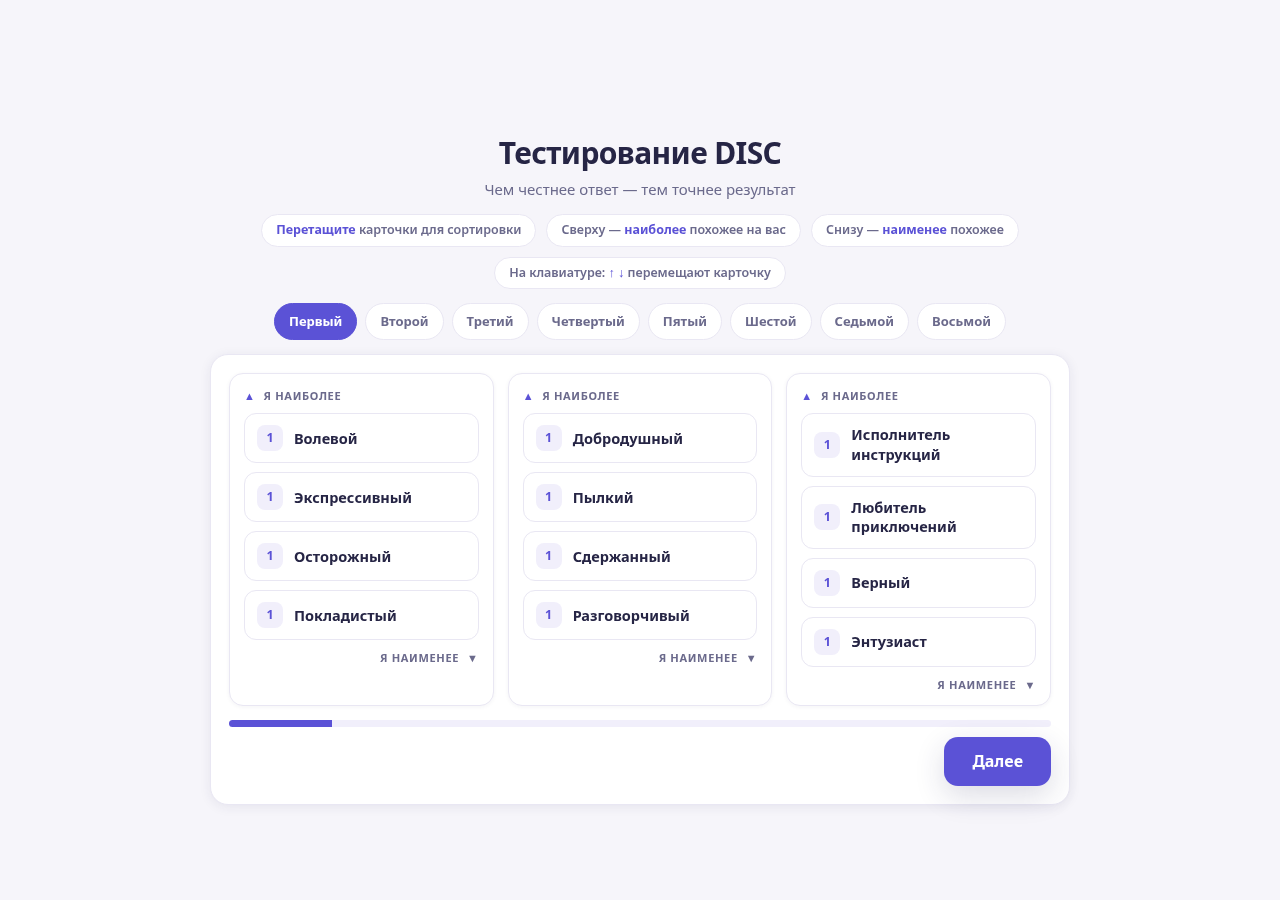 Тестирование DISC
Чем честнее ответ — тем точнее результат
Перетащите карточки для сортировки
Сверху — наиболее похожее на вас
Снизу — наименее похожее
На клавиатуре: ↑ ↓ перемещают карточку
Первый
Второй
Третий
Четвертый
Пятый
Шестой
Седьмой
Восьмой
▲ Я НАИБОЛЕЕ
1 Волевой
1 Экспрессивный
1 Осторожный
1 Покладистый
Я НАИМЕНЕЕ ▼
▲ Я НАИБОЛЕЕ
1 Добродушный
1 Пылкий
1 Сдержанный
1 Разговорчивый
Я НАИМЕНЕЕ ▼
▲ Я НАИБОЛЕЕ
1 Исполнитель
инструкций
1 Любитель
приключений
1 Верный
1 Энтузиаст
Я НАИМЕНЕЕ ▼
Далее